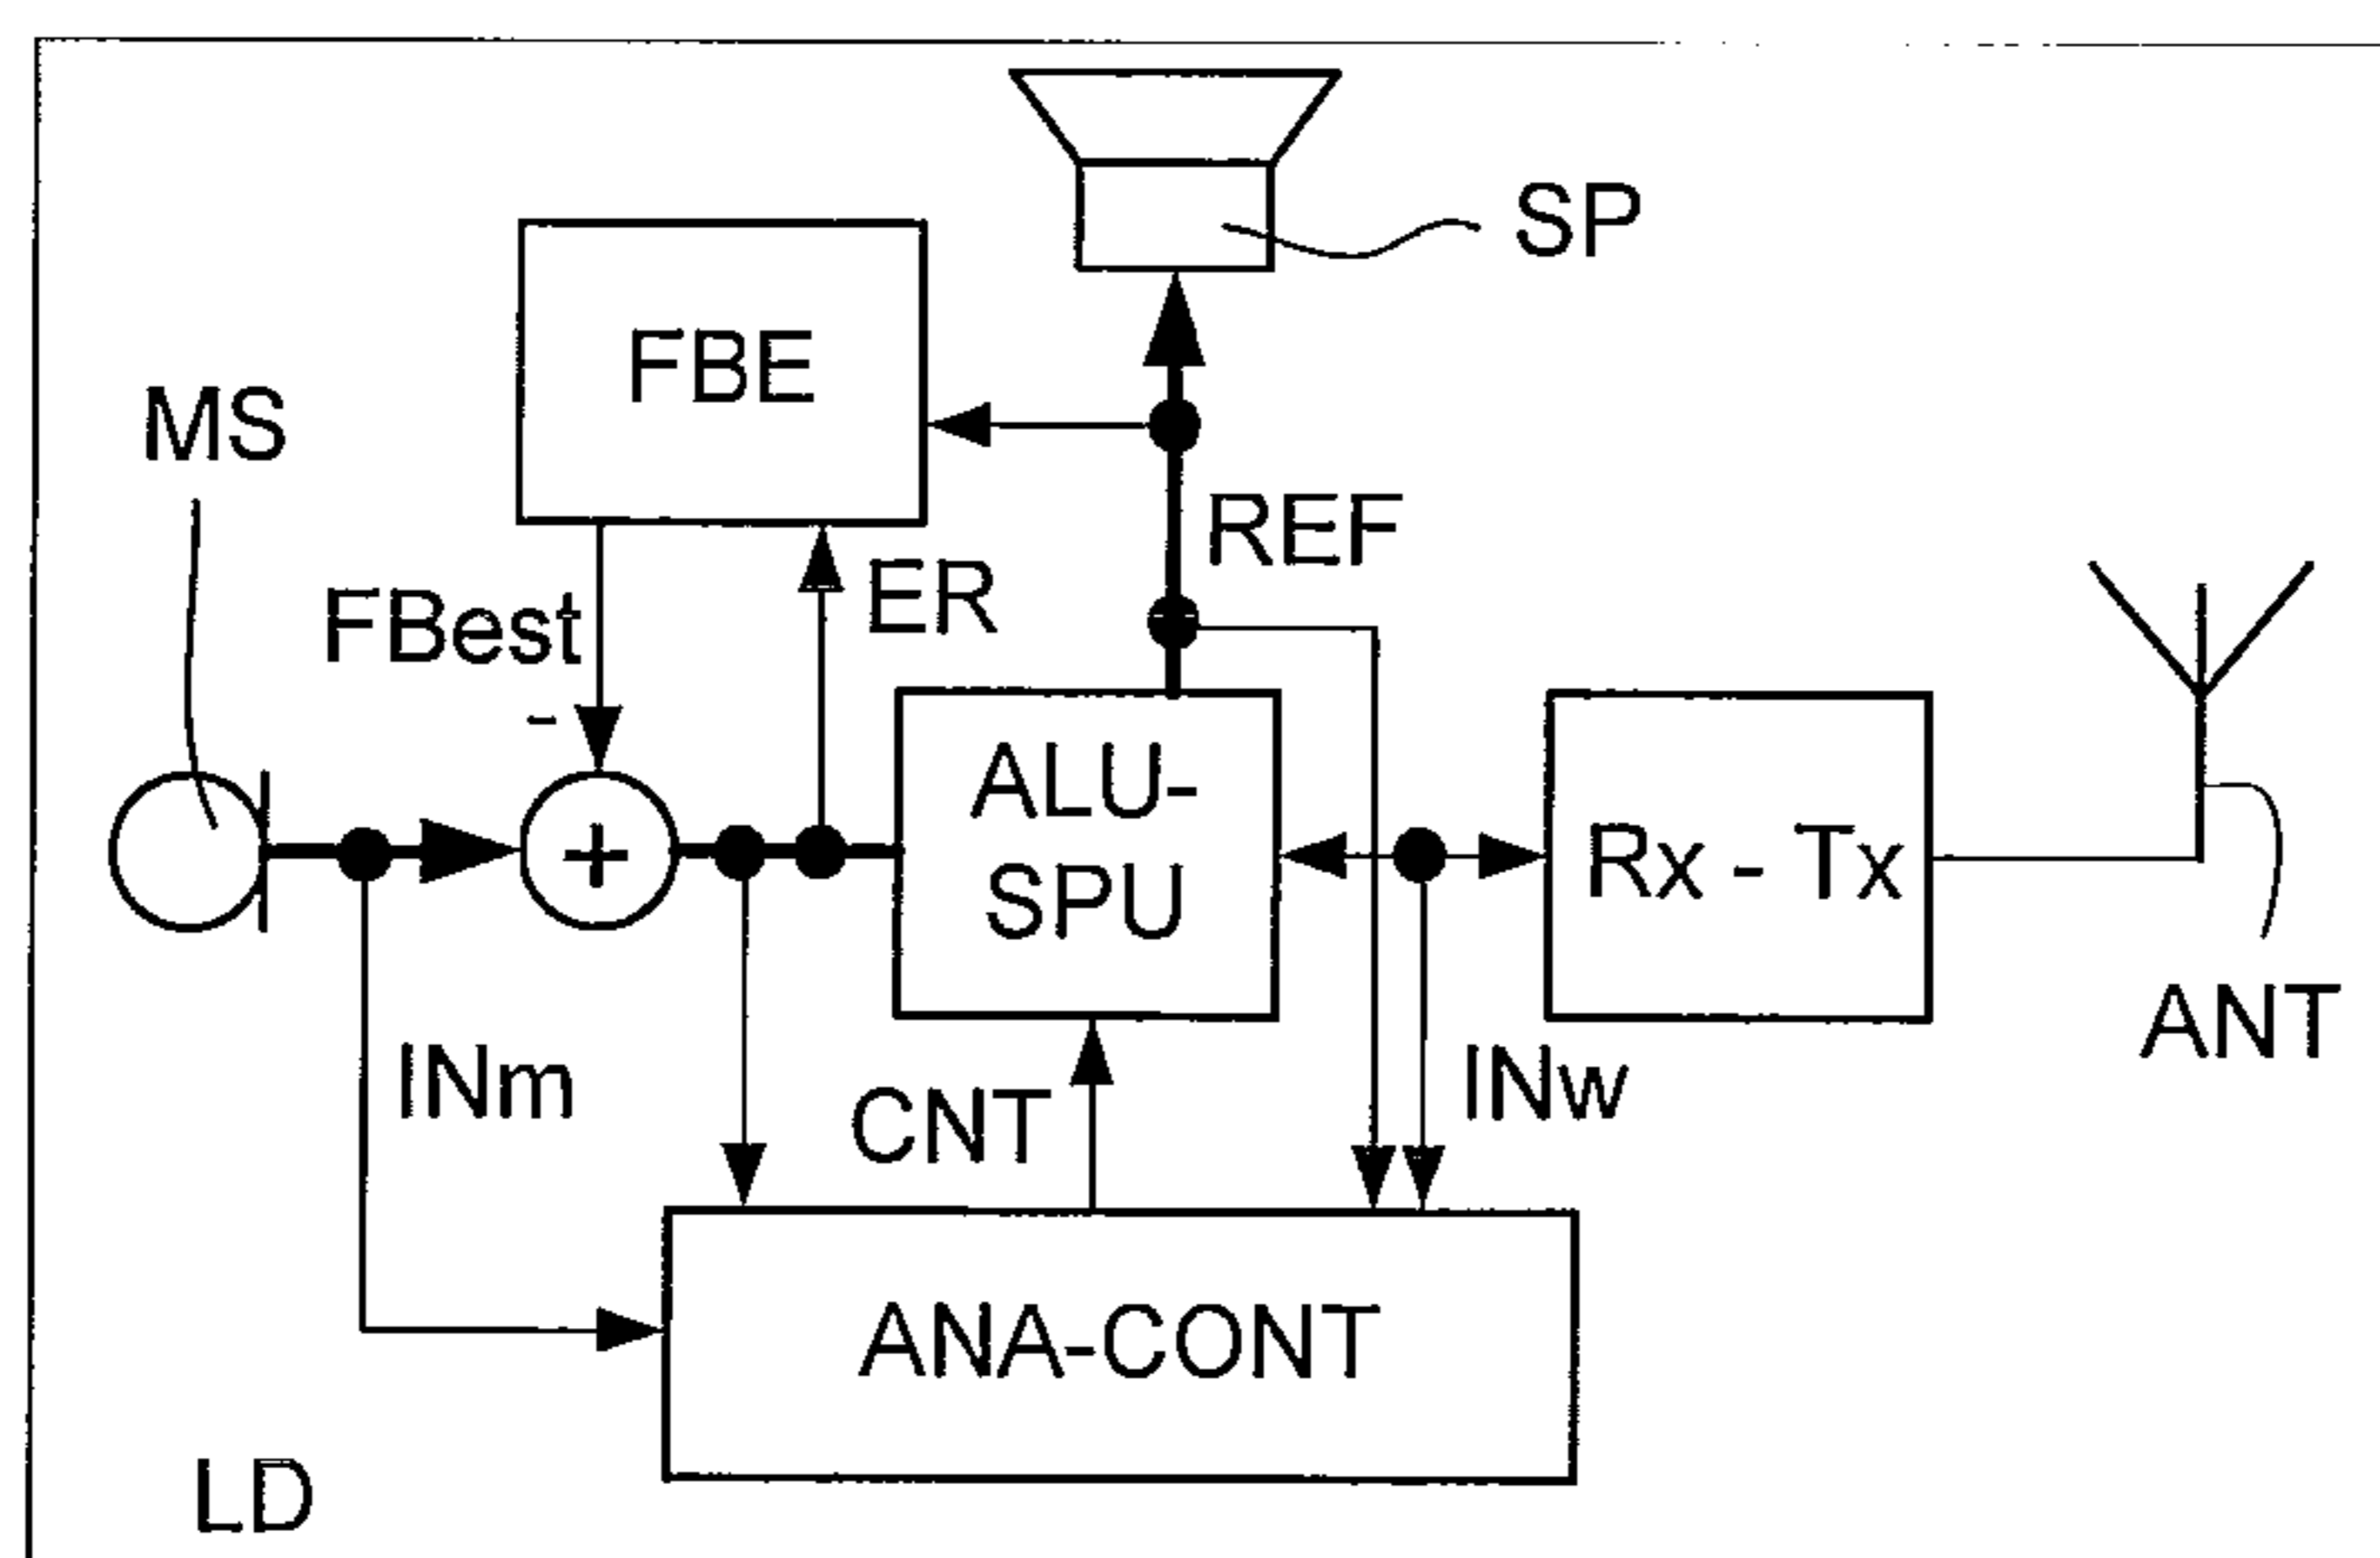 SP
FBE
MS
REF
ER
FBest
-
ALU-
SPU
+
Rx - Tx
ANT
INm
CNT
INw
ANA-CONT
LD